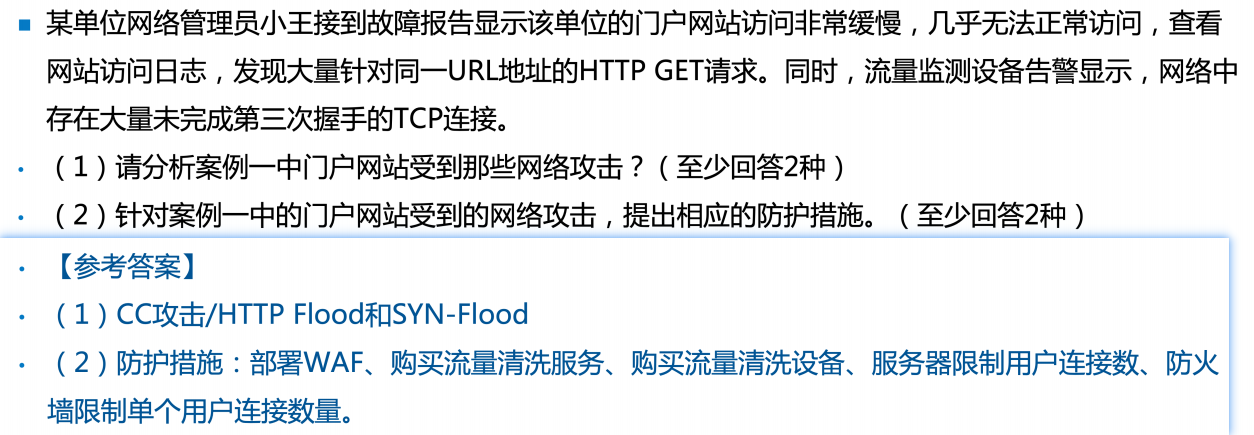 ■ 某单位网络管理员小王接到故障报告显示该单位的门户网站访问非常缓慢，几乎无法正常访问，查看
网站访问日志，发现大量针对同一URL地址的HTTP GET请求。同时，流量监测设备告警显示，网络中
存在大量未完成第三次握手的TCP连接。
• （1）请分析案例一中门户网站受到那些网络攻击？（至少回答2种）
• （2）针对案例一中的门户网站受到的网络攻击，提出相应的防护措施。（至少回答2种）
• 【参考答案】
• （1）CC攻击/HTTP Flood和SYN-Flood
• （2）防护措施：部署WAF、购买流量清洗服务、购买流量清洗设备、服务器限制用户连接数、防火
墙限制单个用户连接数量。